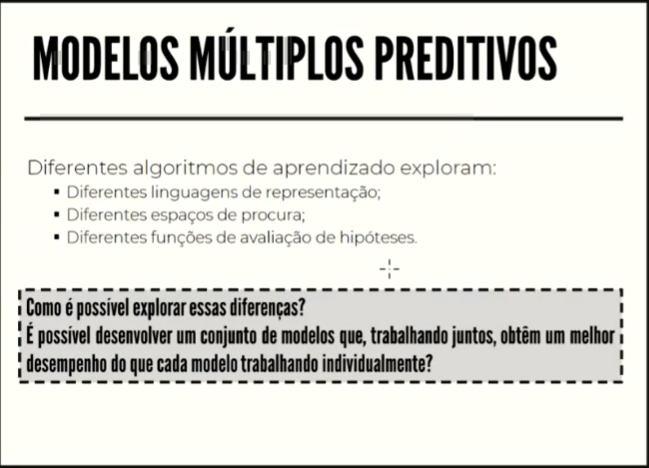 MODELOS MÚLTIPLOS PREDITIVOS
Diferentes algoritmos de aprendizado exploram:
▪ Diferentes linguagens de representação;
▪ Diferentes espaços de procura;
▪ Diferentes funções de avaliação de hipóteses.
Como é possível explorar essas diferenças?
É possível desenvolver um conjunto de modelos que, trabalhando juntos, obtêm um melhor
desempenho do que cada modelo trabalhando individualmente?